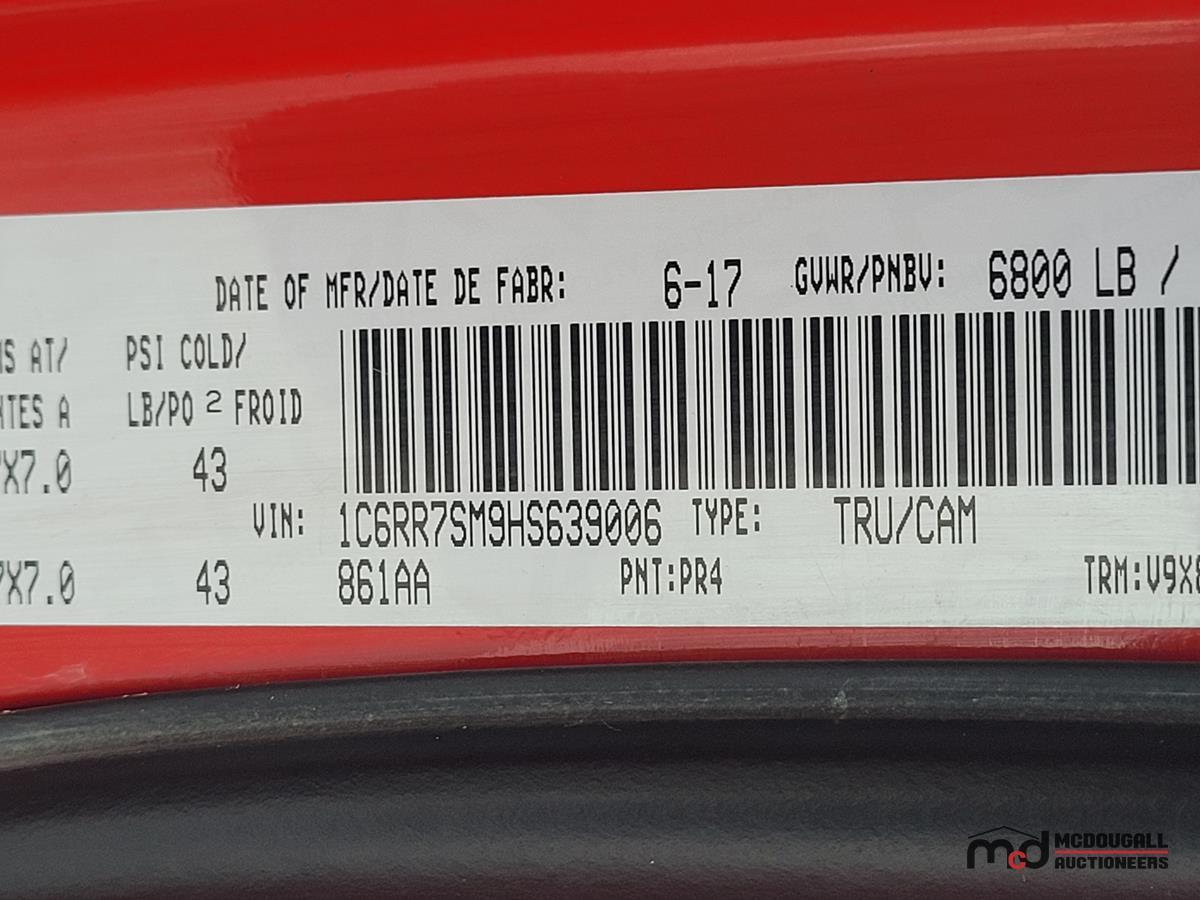 DATE OF MFR/DATE DE FABR: 6-17 GVWR/PNBV: 6800 LB /
AT/ PSI COLD/
A LB/PO 2 FROID
X7.0 43
VIN: 1C6RR7SM9HS639006 TYPE: TRU/CAM
X7.0 43 861AA PNT:PR4 TRM:V9X8
mcd MCDOUGALL
AUCTIONEERS